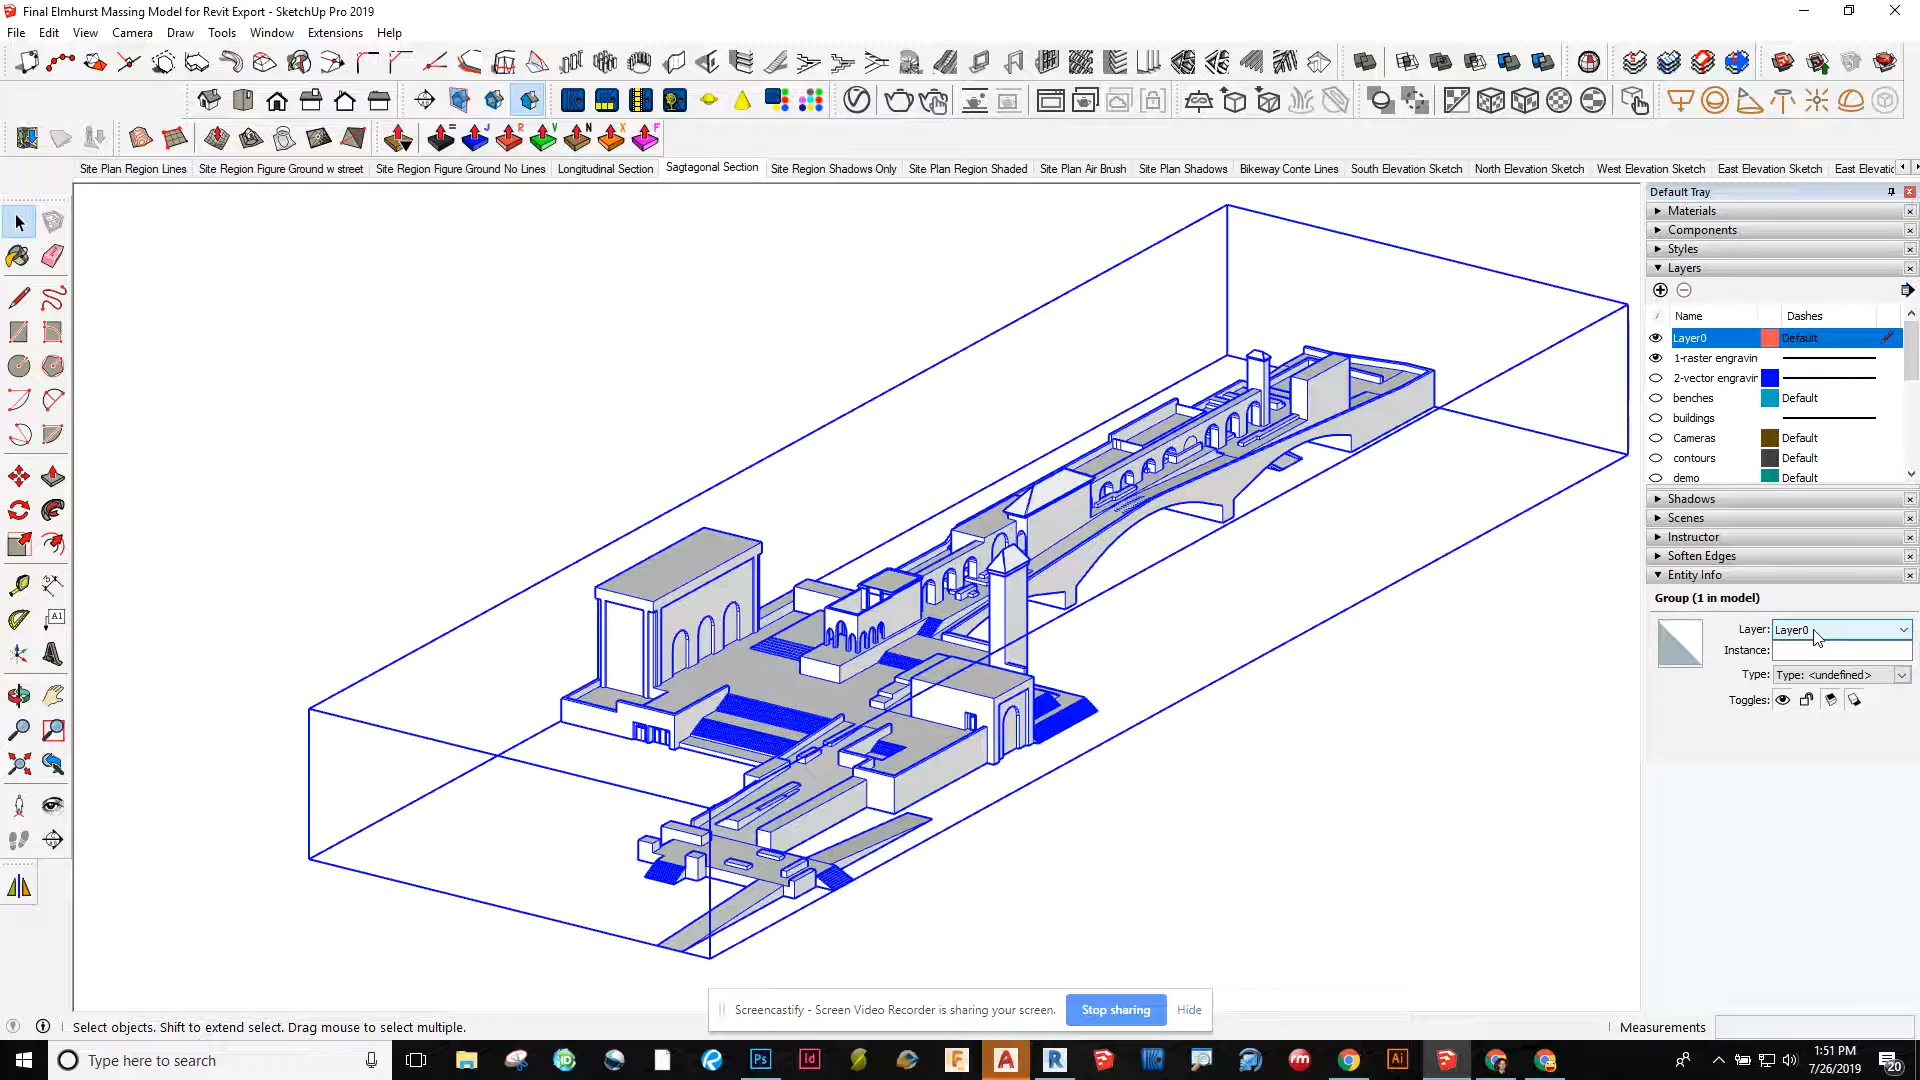 Final Elmhurst Massing Model for Revit Export - SketchUp Pro 2019
File Edit View Camera Draw Tools Window Extensions Help
= J R V N X F
Site Plan Region Lines Site Region Figure Ground w street Site Region Figure Ground No Lines Longitudinal Section Sagtagonal Section Site Region Shadows Only Site Plan Region Shaded Site Plan Air Brush Site Plan Shadows Bikeway Conte Lines South Elevation Sketch North Elevation Sketch West Elevation Sketch East Elevation Sketch East Elevatic
Default Tray
Materials
Components
Styles
Layers
Name Dashes
Layer0 Default
1-raster engravin
2-vector engravin
benches Default
buildings
Cameras Default
contours Default
demo Default
Shadows
Scenes
Instructor
Soften Edges
Entity Info
Group (1 in model)
Layer: Layer0
Instance:
Type: Type: <undefined>
Toggles:
A1
Screencastify - Screen Video Recorder is sharing your screen. Stop sharing Hide
Select objects. Shift to extend select. Drag mouse to select multiple.
Measurements
Type here to search
Ps Id F A R rm Ai
1:51 PM
7/26/2019
20